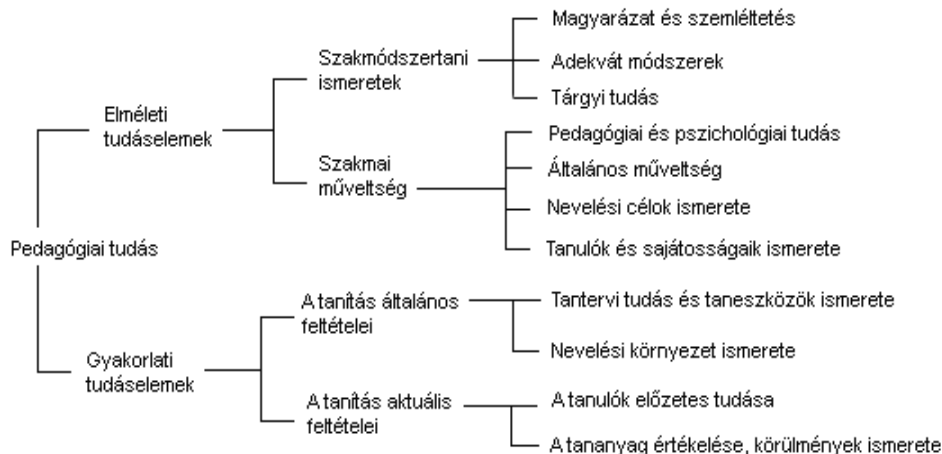 Pedagógiai tudás
Elméleti
tudáselemek
Szakmódszertani
ismeretek
Magyarázat és szemléltetés
Adekvát módszerek
Tárgyi tudás
Szakmai
műveltség
Pedagógiai és pszichológiai tudás
Általános műveltség
Nevelési célok ismerete
Tanulók és sajátosságaik ismerete
Gyakorlati
tudáselemek
A tanítás általános
feltételei
Tantervi tudás és taneszközök ismerete
Nevelési környezet ismerete
A tanítás aktuális
feltételei
A tanulók előzetes tudása
A tananyag értékelése, körülmények ismerete